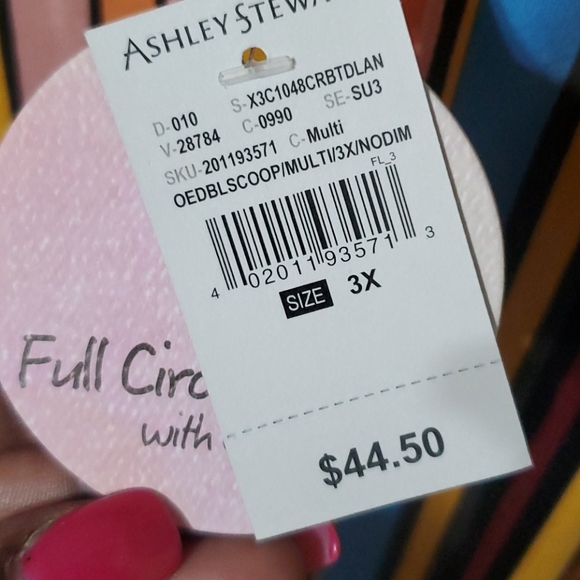 ASHLEY STEWA
D-010 S-X3C1048CRBTDLAN
V-28784 C-0990 SE-SU3
SKU-201193571 C-Multi
OEDBLSCOOP/MULTI/3X/NODIM
FL_3
4 02011 93571 3
SIZE 3X
$44.50
Full Circ
with